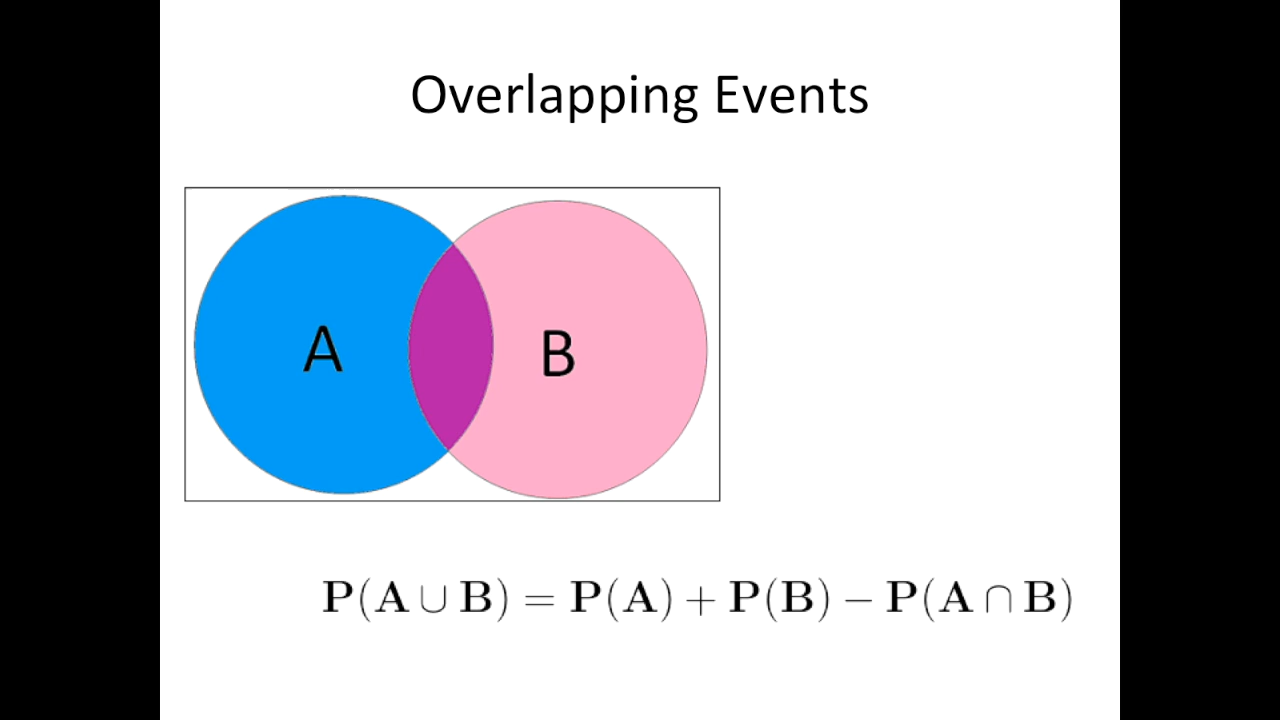 Overlapping Events
A
B
P(A ∪ B) = P(A) + P(B) − P(A ∩ B)